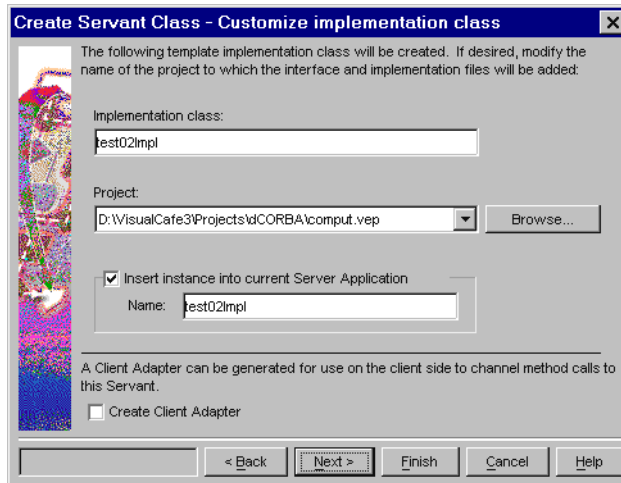 Create Servant Class - Customize implementation class
The following template implementation class will be created. If desired, modify the
name of the project to which the interface and implementation files will be added:
Implementation class:
test02Impl
Project:
D:\VisualCafe3\Projects\dCORBA\comput.vep
Browse...
Insert instance into current Server Application
Name: test02Impl
A Client Adapter can be generated for use on the client side to channel method calls to
this Servant.
Create Client Adapter
< Back Next > Finish Cancel Help